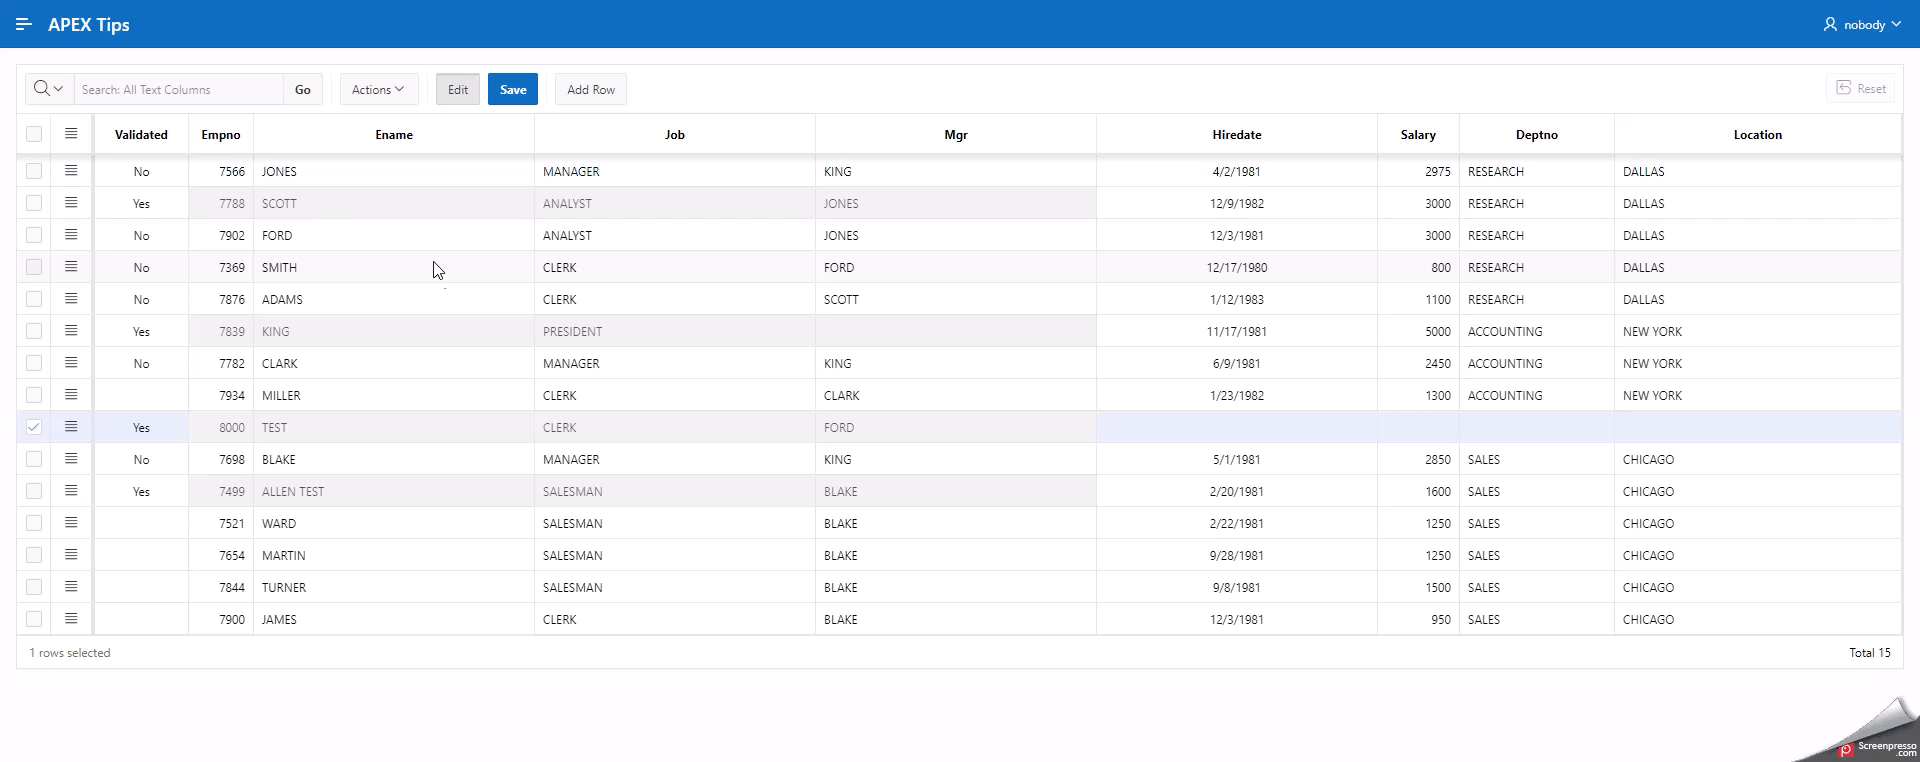 APEX Tips nobody
Search: All Text Columns Go Actions Edit Save Add Row Reset
Validated Empno Ename Job Mgr Hiredate Salary Deptno Location
No 7566 JONES MANAGER KING 4/2/1981 2975 RESEARCH DALLAS
Yes 7788 SCOTT ANALYST JONES 12/9/1982 3000 RESEARCH DALLAS
No 7902 FORD ANALYST JONES 12/3/1981 3000 RESEARCH DALLAS
No 7369 SMITH CLERK FORD 12/17/1980 800 RESEARCH DALLAS
No 7876 ADAMS CLERK SCOTT 1/12/1983 1100 RESEARCH DALLAS
Yes 7839 KING PRESIDENT 11/17/1981 5000 ACCOUNTING NEW YORK
No 7782 CLARK MANAGER KING 6/9/1981 2450 ACCOUNTING NEW YORK
7934 MILLER CLERK CLARK 1/23/1982 1300 ACCOUNTING NEW YORK
Yes 8000 TEST CLERK FORD
No 7698 BLAKE MANAGER KING 5/1/1981 2850 SALES CHICAGO
Yes 7499 ALLEN TEST SALESMAN BLAKE 2/20/1981 1600 SALES CHICAGO
7521 WARD SALESMAN BLAKE 2/22/1981 1250 SALES CHICAGO
7654 MARTIN SALESMAN BLAKE 9/28/1981 1250 SALES CHICAGO
7844 TURNER SALESMAN BLAKE 9/8/1981 1500 SALES CHICAGO
7900 JAMES CLERK BLAKE 12/3/1981 950 SALES CHICAGO
1 rows selected Total 15
Screenpresso
.com